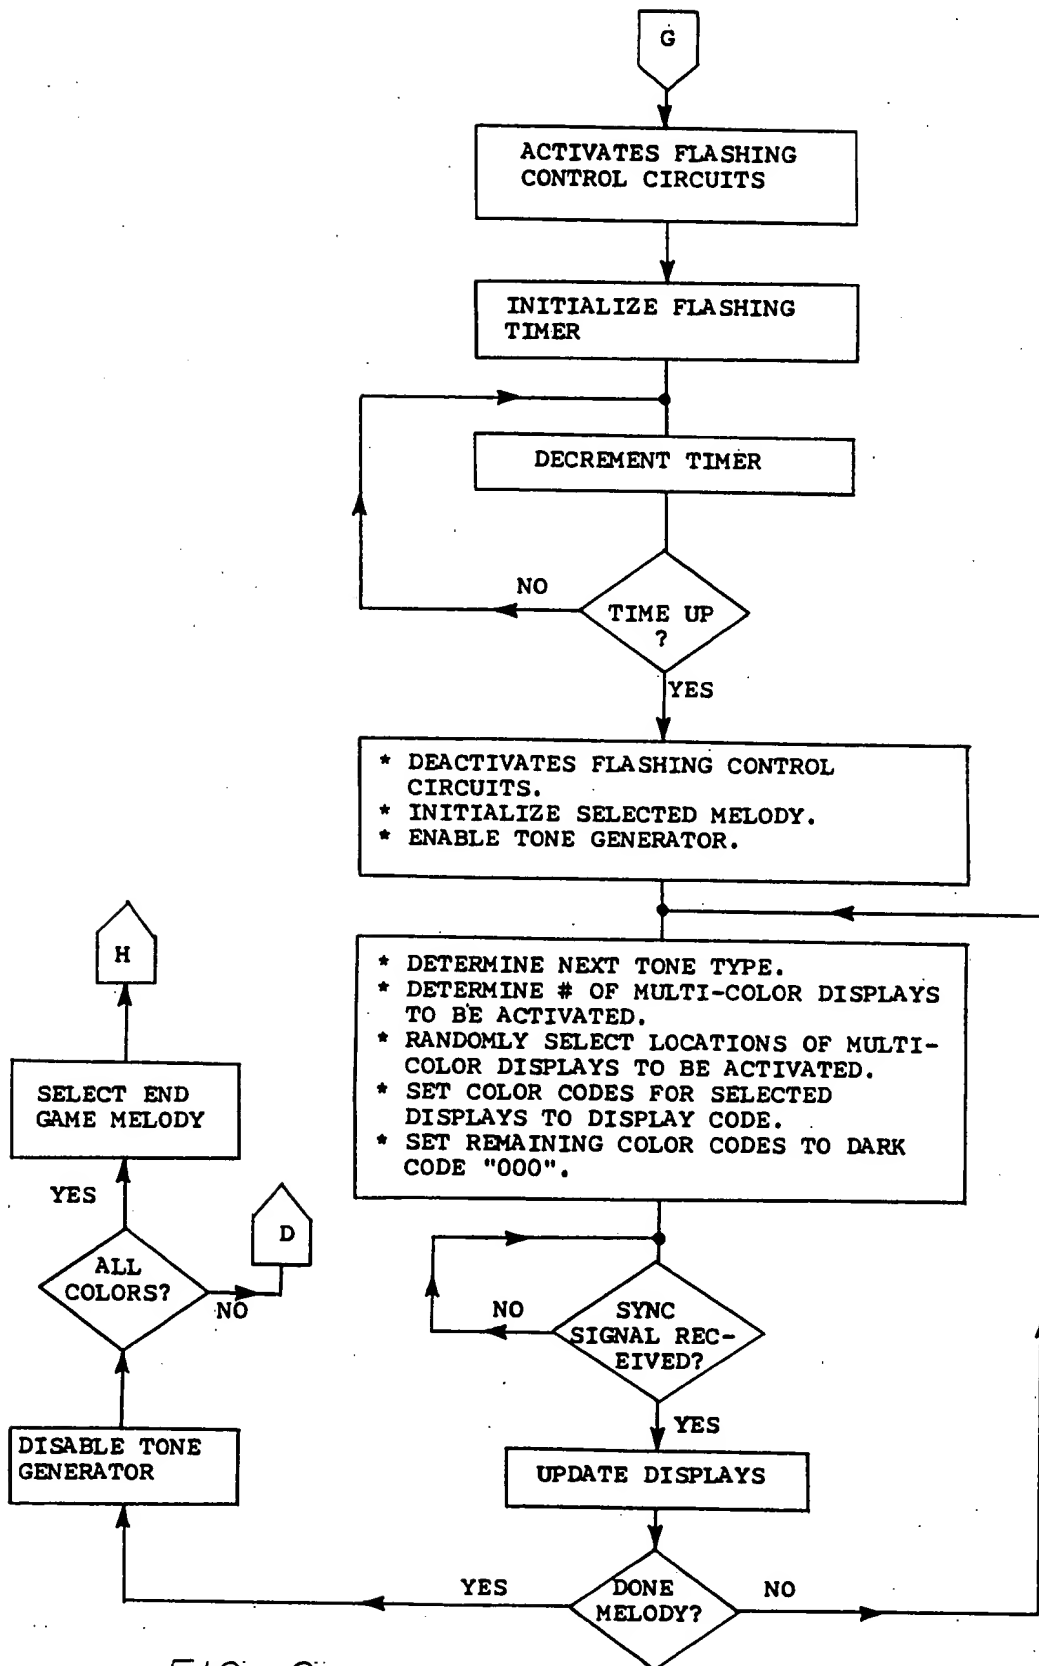 G
ACTIVATES FLASHING
CONTROL CIRCUITS
INITIALIZE FLASHING
TIMER
DECREMENT TIMER
NO
TIME UP
?
YES
* DEACTIVATES FLASHING CONTROL
CIRCUITS.
* INITIALIZE SELECTED MELODY.
* ENABLE TONE GENERATOR.
* DETERMINE NEXT TONE TYPE.
* DETERMINE # OF MULTI-COLOR DISPLAYS
TO BE ACTIVATED.
* RANDOMLY SELECT LOCATIONS OF MULTI-
COLOR DISPLAYS TO BE ACTIVATED.
* SET COLOR CODES FOR SELECTED
DISPLAYS TO DISPLAY CODE.
* SET REMAINING COLOR CODES TO DARK
CODE "000".
NO
SYNC
SIGNAL REC-
EIVED?
YES
UPDATE DISPLAYS
DONE
MELODY?
NO
YES
DISABLE TONE
GENERATOR
ALL
COLORS?
NO
D
YES
SELECT END
GAME MELODY
H